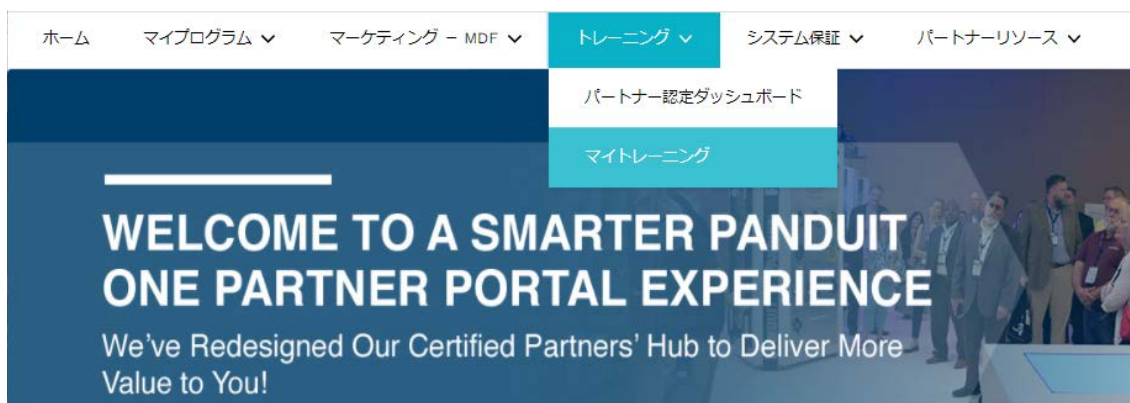 ホーム マイプログラム マーケティング - MDF トレーニング システム保証 パートナーリソース
パートナー認定ダッシュボード
マイトレーニング
WELCOME TO A SMARTER PANDUIT
ONE PARTNER PORTAL EXPERIENCE
We've Redesigned Our Certified Partners' Hub to Deliver More
Value to You!